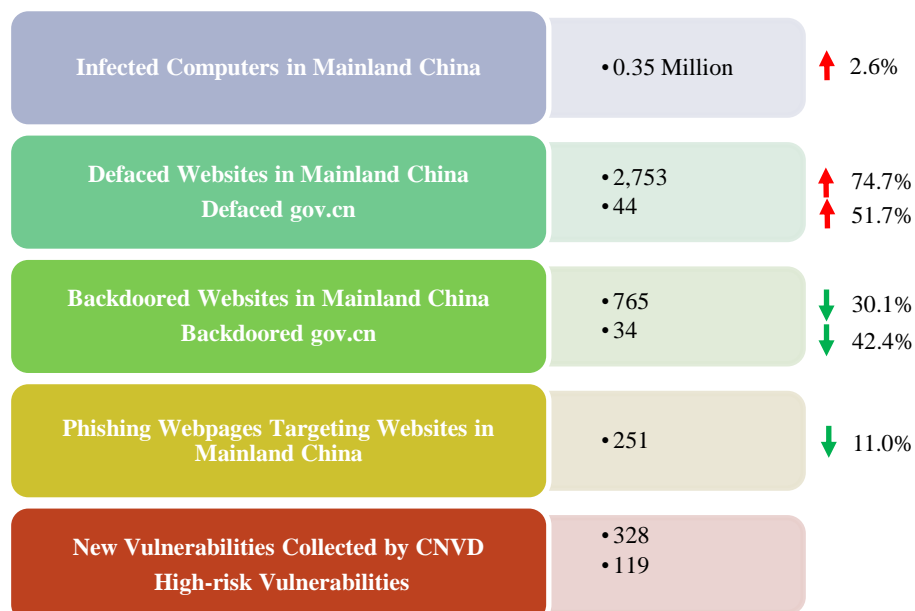 Infected Computers in Mainland China
•0.35 Million
2.6%
Defaced Websites in Mainland China
Defaced gov.cn
•2,753
•44
74.7%
51.7%
Backdoored Websites in Mainland China
Backdoored gov.cn
•765
•34
30.1%
42.4%
Phishing Webpages Targeting Websites in
Mainland China
•251
11.0%
New Vulnerabilities Collected by CNVD
High-risk Vulnerabilities
•328
•119